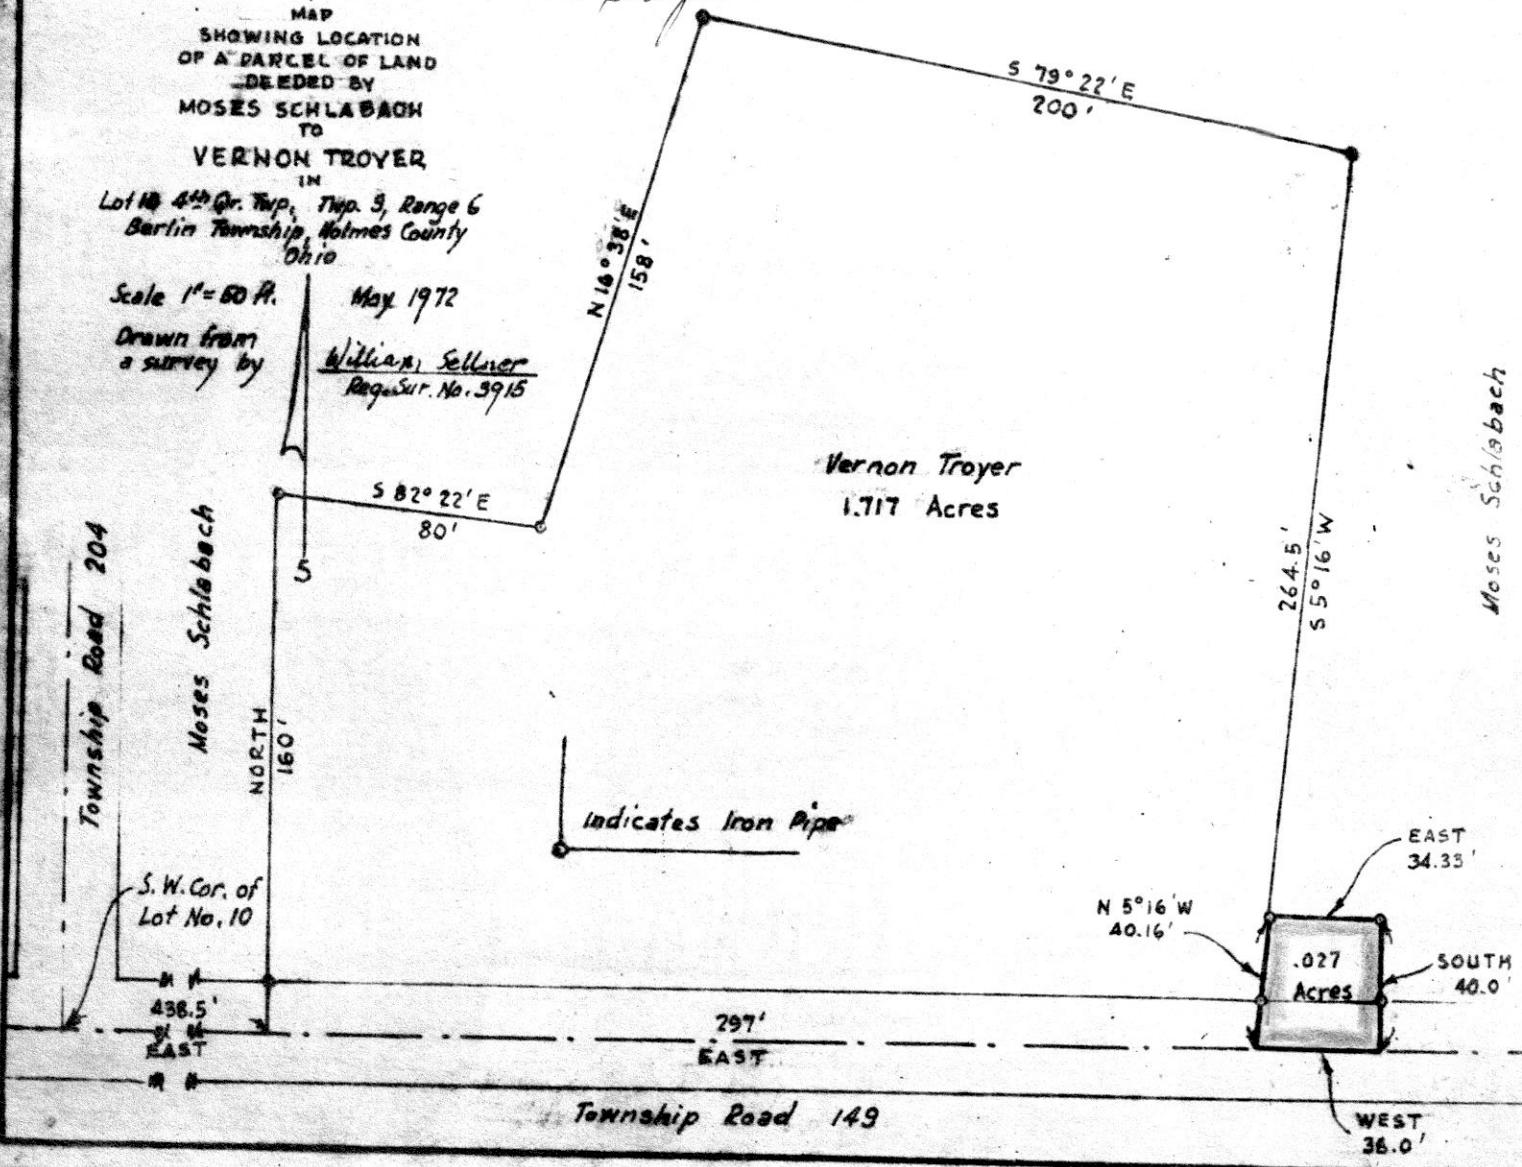 MAP
SHOWING LOCATION
OF A PARCEL OF LAND
DEEDED BY
MOSES SCHLABACH
TO
VERNON TROYER
IN
Lot 10 4th Qr. Twp. Twp. 9, Range 6
Berlin Township, Holmes County
Ohio
Scale 1"=50 ft. May 1972
Drawn from
a survey by
William Sellner
Reg. Sur. No. 3915
S 79° 22' E
200'
N 16° 38' E
158'
S 82° 22' E
80'
S
Vernon Troyer
1.717 Acres
264.5'
S 5° 16' W
Moses Schlabach
Township Road 204
Moses Schlabach
NORTH
160'
Indicates Iron Pipe
S. W. Cor. of
Lot No. 10
438.5'
EAST
297'
EAST
EAST
34.33'
N 5° 16' W
40.16'
.027
Acres
SOUTH
40.0'
WEST
36.0'
Township Road 149